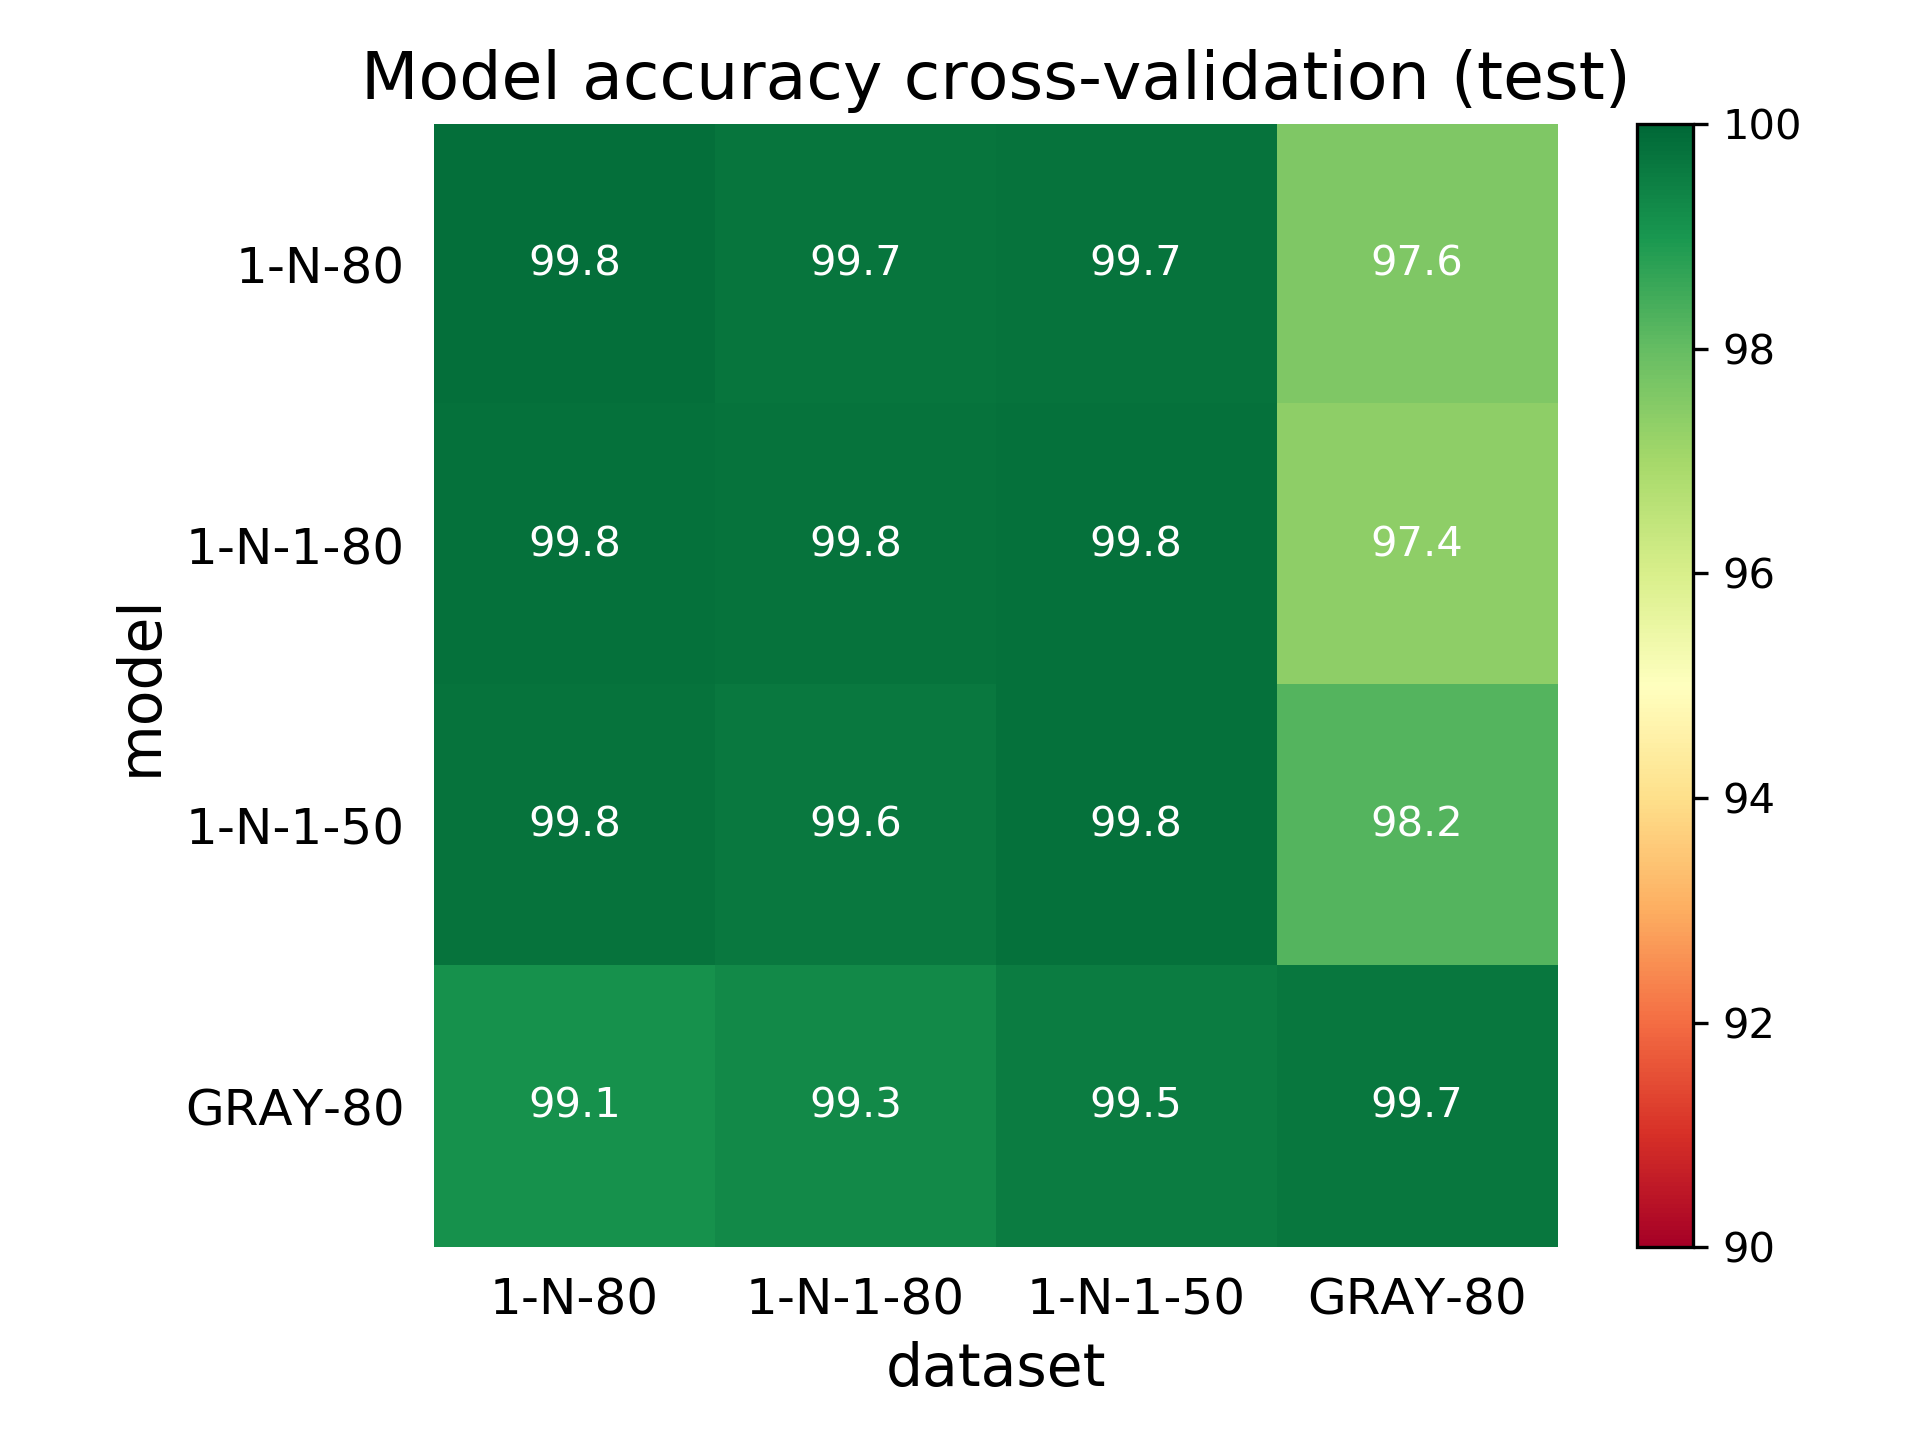 Model accuracy cross-validation (test)
100
1-N-80 99.8 99.7 99.7 97.6
98
1-N-1-80 99.8 99.8 99.8 97.4
96
model
94
1-N-1-50 99.8 99.6 99.8 98.2
92
GRAY-80 99.1 99.3 99.5 99.7
90
1-N-80 1-N-1-80 1-N-1-50 GRAY-80
dataset